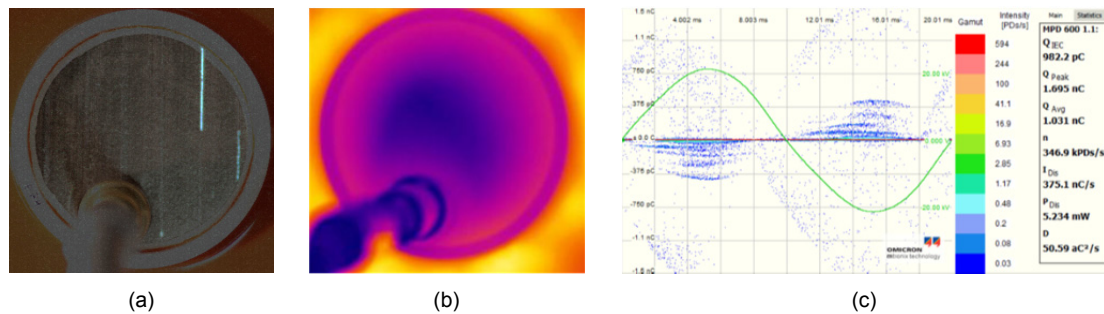 1.5 nC
4.002 ms
8.003 ms
12.01 ms
16.01 ms
20.01 ms
1.1 nC
750 pC
20.00 kV
375 pC
± 0.0 C
0.000 V
-375 pC
-750 pC
-20.00 kV
-1.1 nC
-1.5 nC
OMICRON
Gamut
Intensity
[PDs/s]
594
244
100
41.1
16.9
6.93
2.85
1.17
0.48
0.2
0.08
0.03
Main
Statistics
MPD 600 1.1:
Q IEC
982.2 pC
Q Peak
1.695 nC
Q Avg
1.031 nC
n
346.9 kPDs/s
I Dis
375.1 nC/s
P Dis
5.234 mW
D
50.59 aC²/s
(a)
(b)
(c)